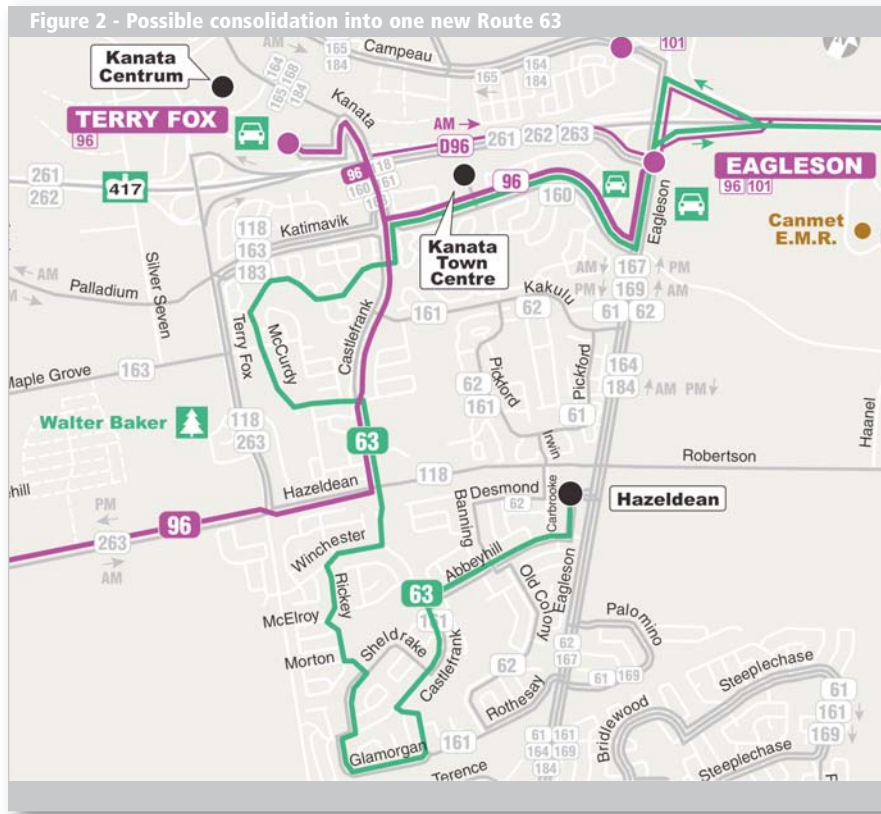 Figure 2 - Possible consolidation into one new Route 63
Kanata
Centrum
AM
165
184
Campeau
164
184
165
101
164
165
168
184
Kanata
TERRY FOX
96
AM
D96
261
262
263
EAGLESON
96
101
261
262
417
118
61
96
160
96
160
Eagleson
118
163
183
Katimavik
Kanata
Town
Centre
Canmet
E.M.R.
AM
Palladium
Silver Seven
AM
PM
167
169
PM
AM
61
62
Kakulu
62
161
Terry Fox
McCurdy
Castlefrank
Maple Grove
163
Pickford
Pickford
62
161
61
164
184
AM
PM
Walter Baker
118
263
63
Irwin
Haanel
Robertson
118
Hazeldean
Desmond
62
Carbrooke
Hazeldean
Banning
PM
96
263
AM
Winchester
Abbeyhill
Rickey
63
Old Colony
Eagleson
McElroy
161
Palomino
Sheldrake
Morton
Castlefrank
62
62
167
61
169
Rothesay
Steeplechase
61
161
169
Bridlewood
Glamorgan
161
61
161
164
169
184
Steeplechase
Terence